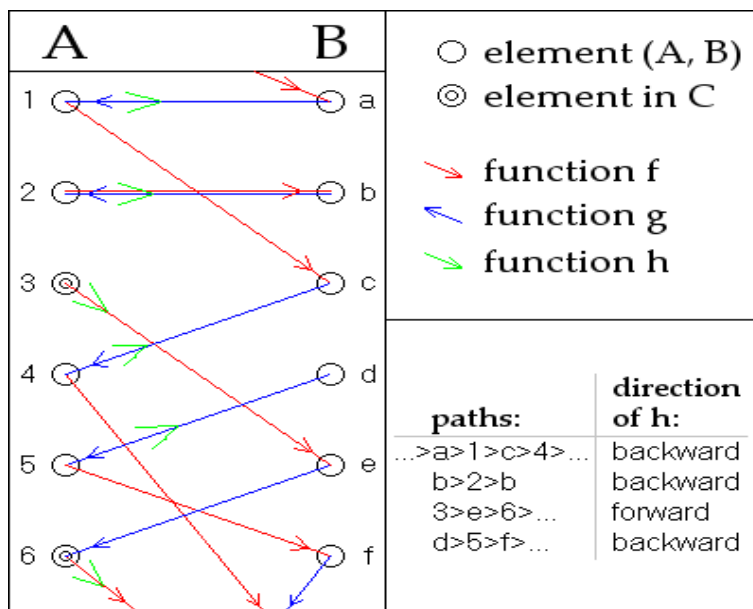 A B
1 a
2 b
3 c
4 d
5 e
6 f
element (A, B)
element in C
function f
function g
function h
paths: direction of h:
...>a>1>c>4>... backward
b>2>b backward
3>e>6>... forward
d>5>f>... backward